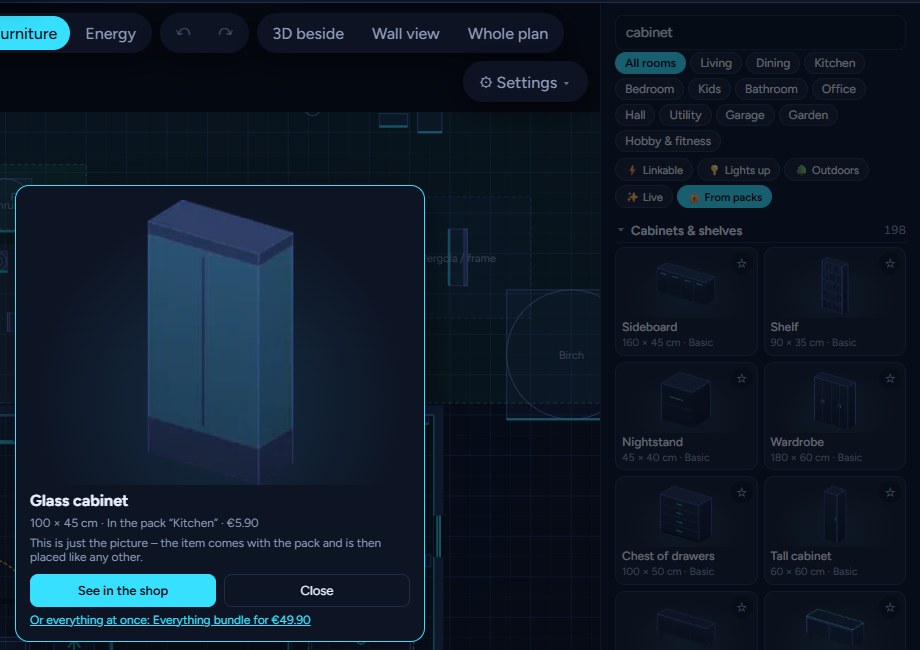 urniture
Energy
3D beside
Wall view
Whole plan
Settings
cabinet
All rooms
Living
Dining
Kitchen
Bedroom
Kids
Bathroom
Office
Hall
Utility
Garage
Garden
Hobby & fitness
Linkable
Lights up
Outdoors
Live
From packs
Cabinets & shelves 198
Sideboard
160 × 45 cm · Basic
Shelf
90 × 35 cm · Basic
Nightstand
45 × 40 cm · Basic
Wardrobe
180 × 60 cm · Basic
Chest of drawers
100 × 50 cm · Basic
Tall cabinet
60 × 60 cm · Basic
ergola / frame
Birch
Glass cabinet
100 × 45 cm · In the pack “Kitchen” · €5.90
This is just the picture – the item comes with the pack and is then
placed like any other.
See in the shop
Close
Or everything at once: Everything bundle for €49.90